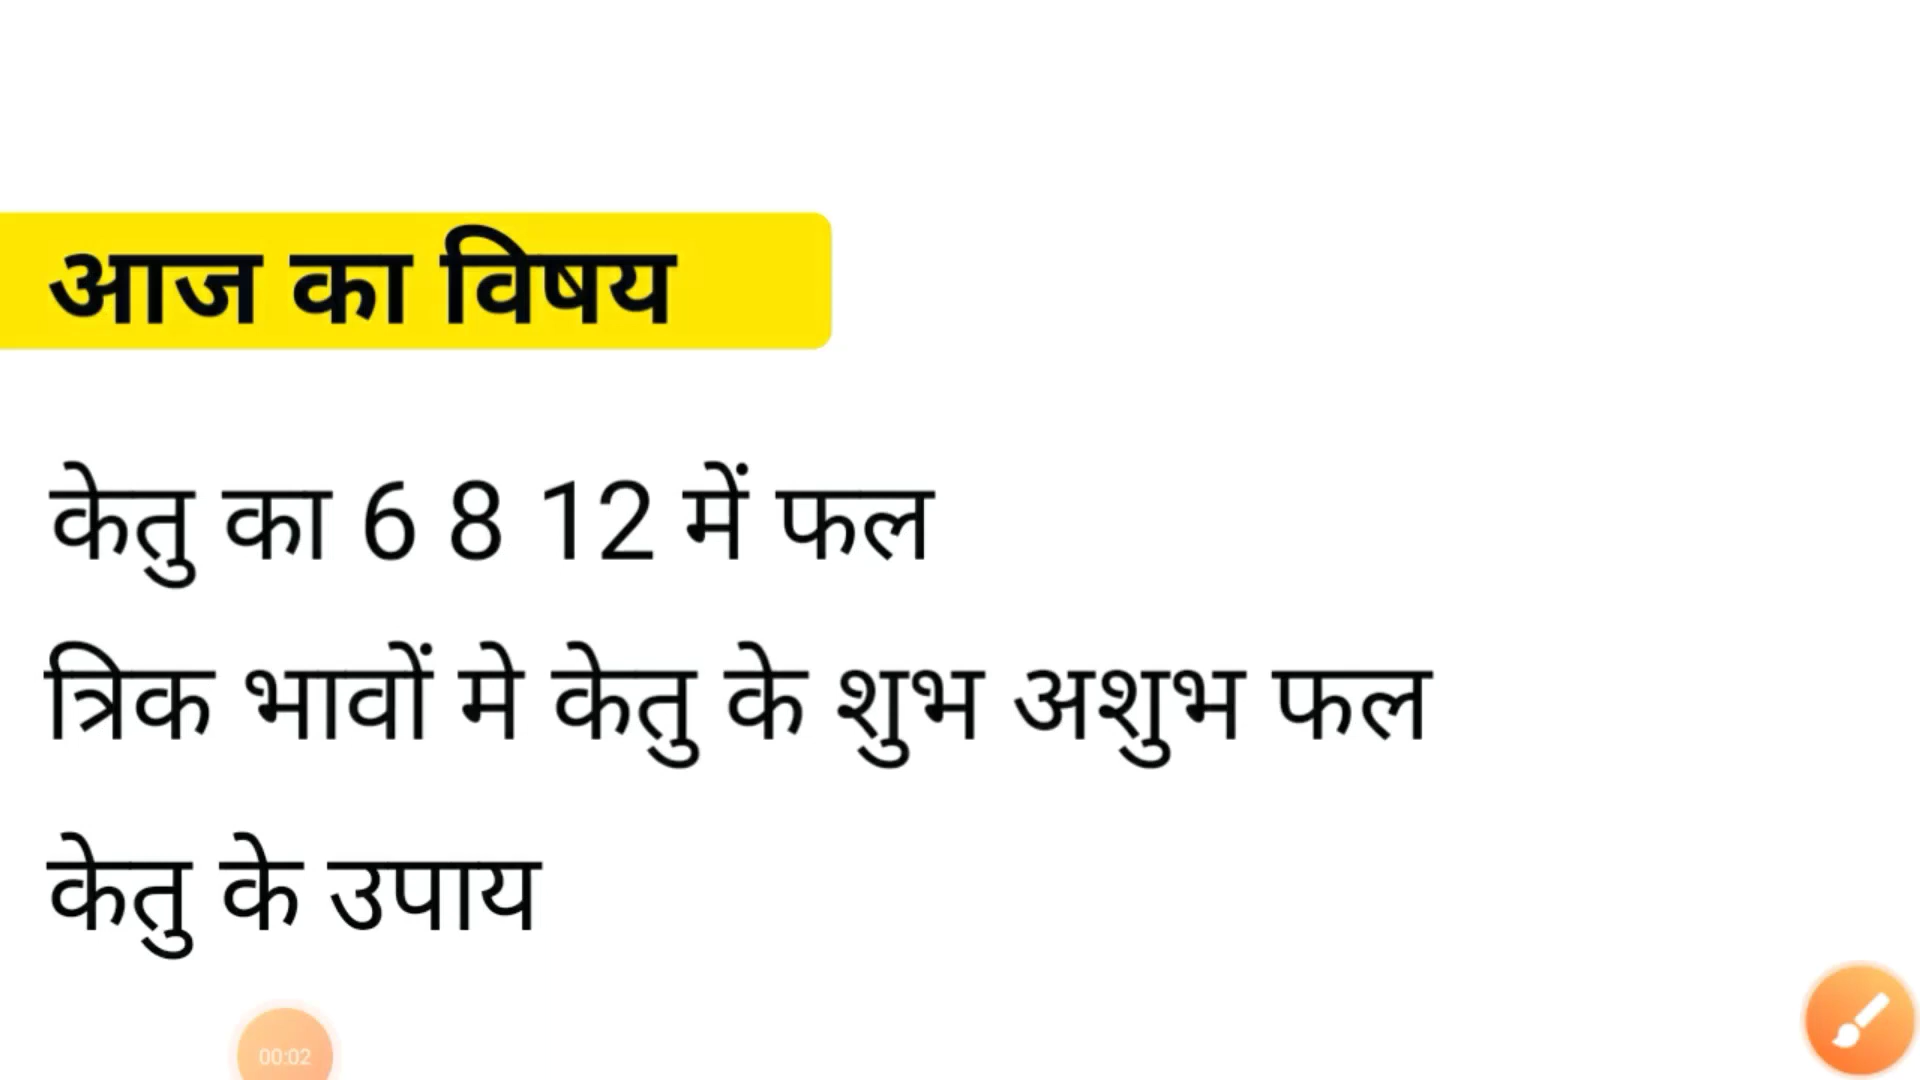 आज का विषय
केतु का 6 8 12 में फल
त्रिक भावों मे केतु के शुभ अशुभ फल
केतु के उपाय
00:02